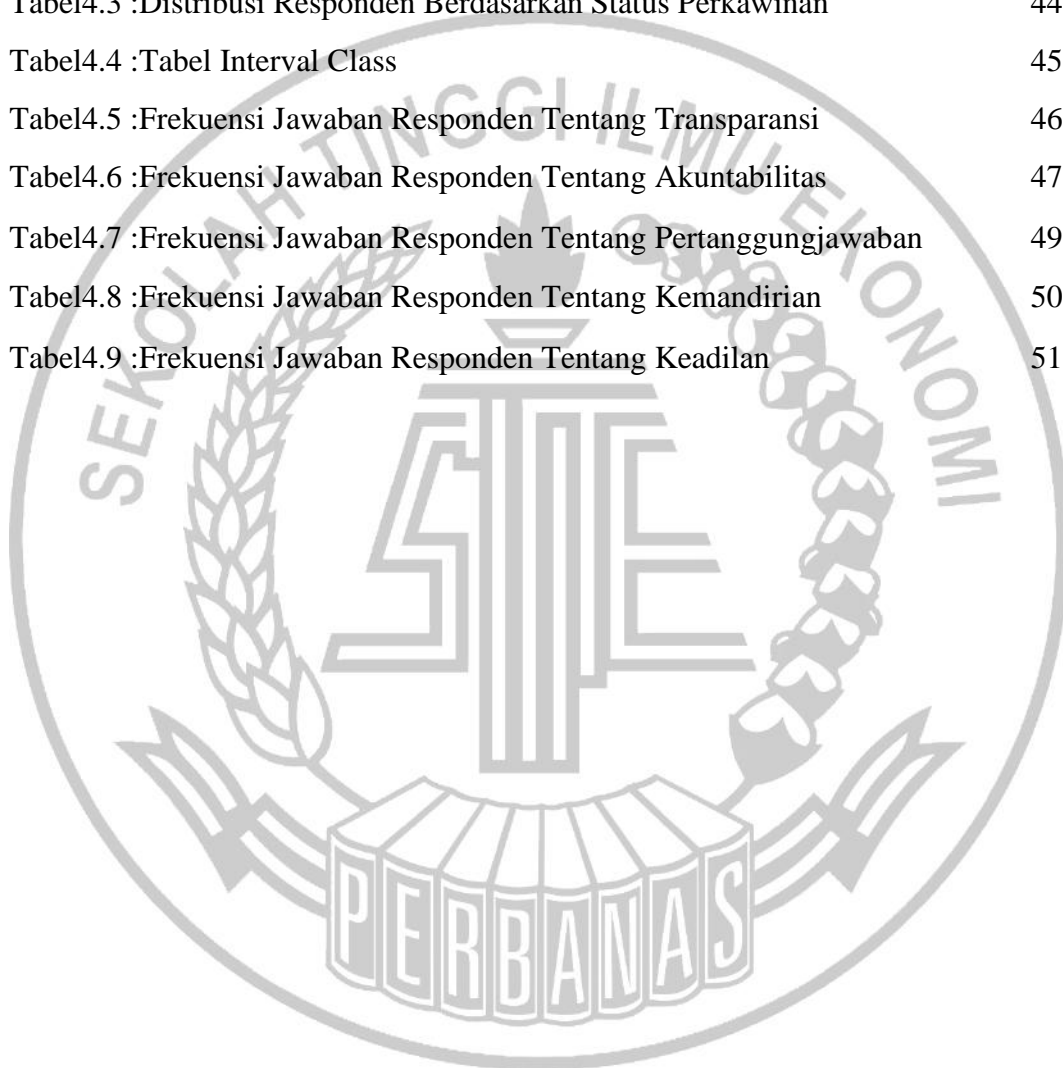 Tabel4.3 :Distribusi Responden Berdasarkan Status Perkawinan 44
Tabel4.4 :Tabel Interval Class 45
Tabel4.5 :Frekuensi Jawaban Responden Tentang Transparansi 46
Tabel4.6 :Frekuensi Jawaban Responden Tentang Akuntabilitas 47
Tabel4.7 :Frekuensi Jawaban Responden Tentang Pertanggungjawaban 49
Tabel4.8 :Frekuensi Jawaban Responden Tentang Kemandirian 50
Tabel4.9 :Frekuensi Jawaban Responden Tentang Keadilan 51
SEKOLAH TINGGI ILMU EKONOMI
STIE
PERBANAS